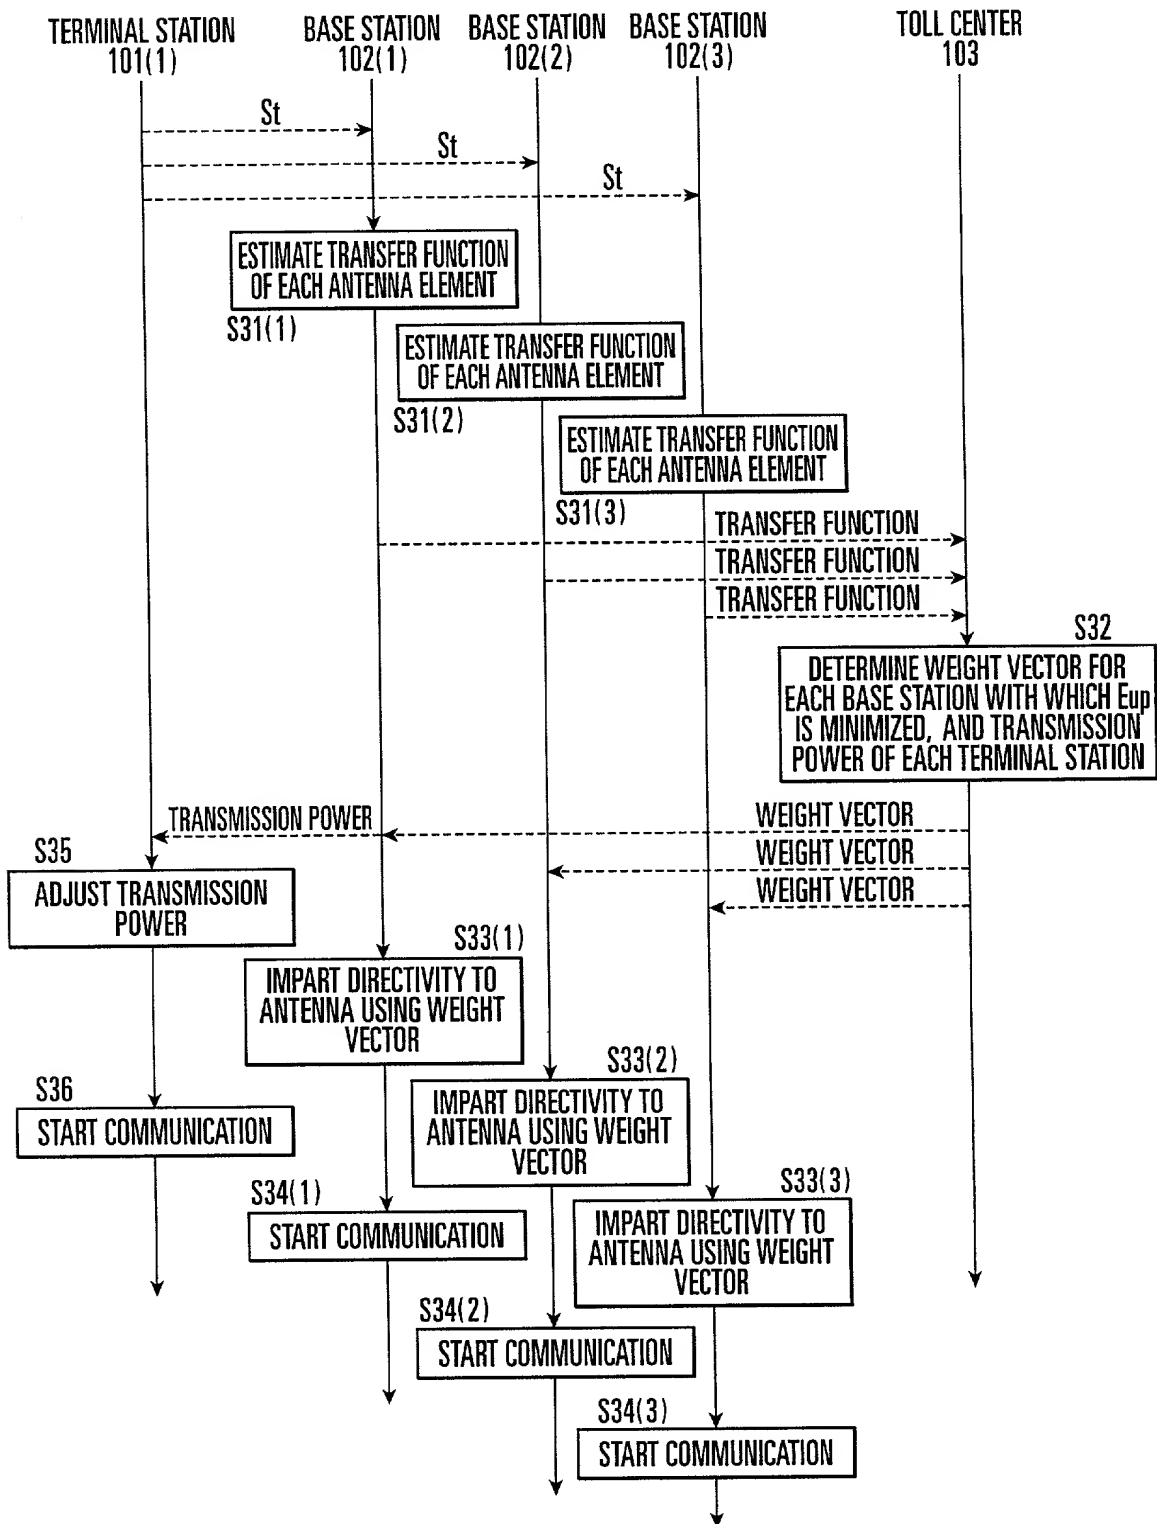 TERMINAL STATION
101(1)
BASE STATION
102(1)
BASE STATION
102(2)
BASE STATION
102(3)
TOLL CENTER
103
St
St
St
ESTIMATE TRANSFER FUNCTION
OF EACH ANTENNA ELEMENT
S31(1)
ESTIMATE TRANSFER FUNCTION
OF EACH ANTENNA ELEMENT
S31(2)
ESTIMATE TRANSFER FUNCTION
OF EACH ANTENNA ELEMENT
S31(3)
TRANSFER FUNCTION
TRANSFER FUNCTION
TRANSFER FUNCTION
S32
DETERMINE WEIGHT VECTOR FOR
EACH BASE STATION WITH WHICH Eup
IS MINIMIZED, AND TRANSMISSION
POWER OF EACH TERMINAL STATION
TRANSMISSION POWER
WEIGHT VECTOR
WEIGHT VECTOR
WEIGHT VECTOR
S35
ADJUST TRANSMISSION
POWER
S33(1)
IMPART DIRECTIVITY TO
ANTENNA USING WEIGHT
VECTOR
S36
START COMMUNICATION
S33(2)
IMPART DIRECTIVITY TO
ANTENNA USING WEIGHT
VECTOR
S34(1)
START COMMUNICATION
S33(3)
IMPART DIRECTIVITY TO
ANTENNA USING WEIGHT
VECTOR
S34(2)
START COMMUNICATION
S34(3)
START COMMUNICATION